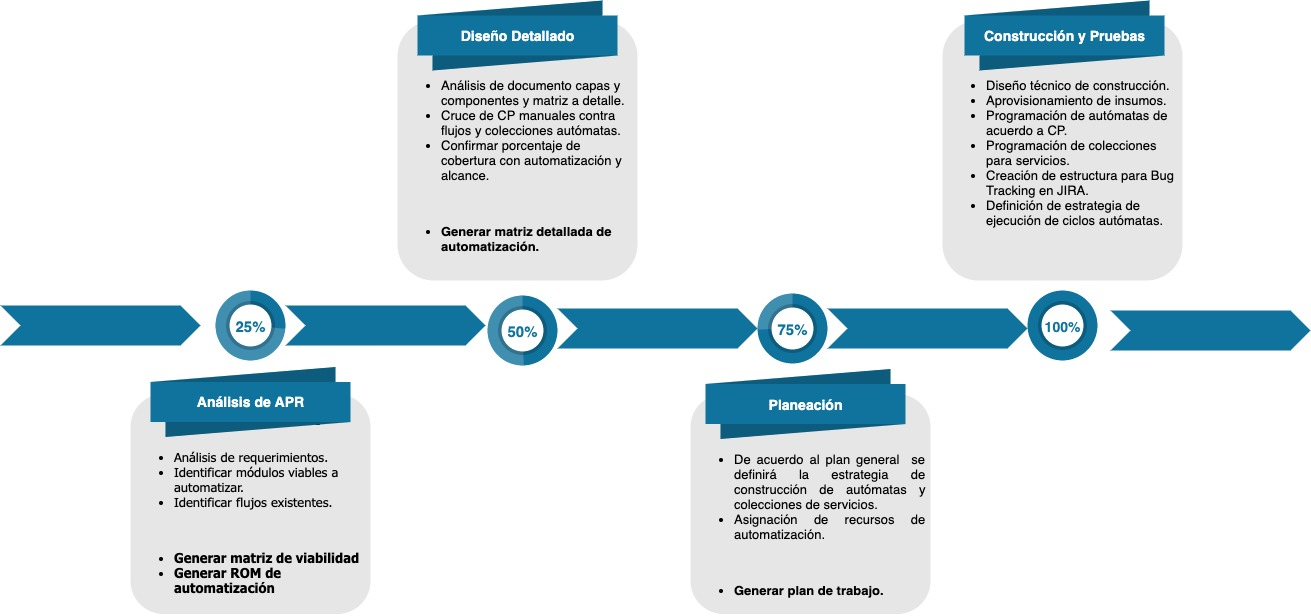 Diseño Detallado
• Análisis de documento capas y
componentes y matriz a detalle.
• Cruce de CP manuales contra
flujos y colecciones autómatas.
• Confirmar porcentaje de
cobertura con automatización y
alcance.
• Generar matriz detallada de
automatización.
Construcción y Pruebas
• Diseño técnico de construcción.
• Aprovisionamiento de insumos.
• Programación de autómatas de
acuerdo a CP.
• Programación de colecciones
para servicios.
• Creación de estructura para Bug
Tracking en JIRA.
• Definición de estrategia de
ejecución de ciclos autómatas.
25%
50%
75%
100%
Análisis de APR
• Análisis de requerimientos.
• Identificar módulos viables a
automatizar.
• Identificar flujos existentes.
• Generar matriz de viabilidad
• Generar ROM de
automatización
Planeación
• De acuerdo al plan general se
definirá la estrategia de
construcción de autómatas y
colecciones de servicios.
• Asignación de recursos de
automatización.
• Generar plan de trabajo.